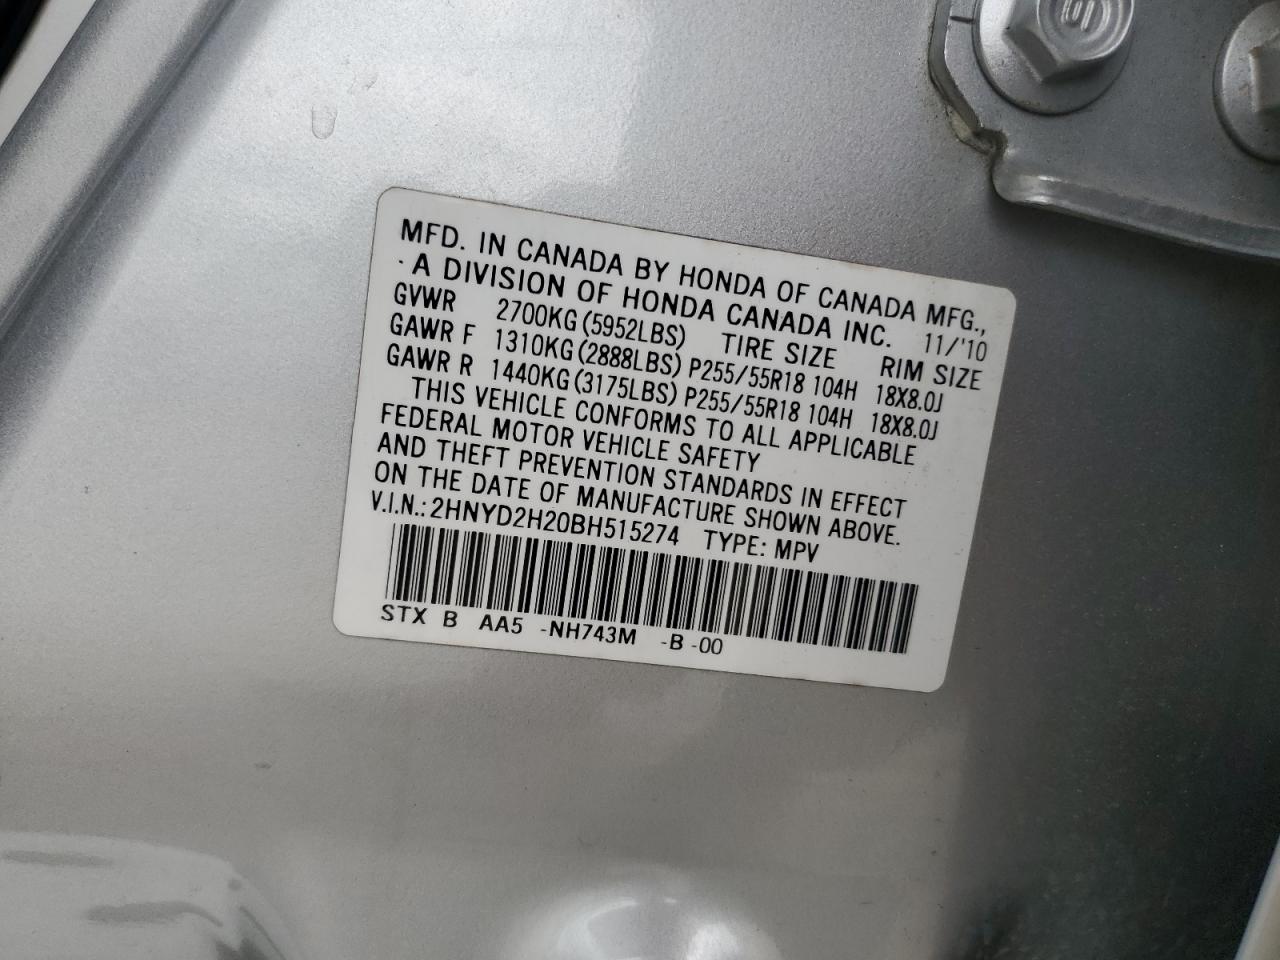 MFD. IN CANADA BY HONDA OF CANADA MFG.,
· A DIVISION OF HONDA CANADA INC. 11/'10
GVWR 2700KG(5952LBS) TIRE SIZE RIM SIZE
GAWR F 1310KG(2888LBS) P255/55R18 104H 18X8.0J
GAWR R 1440KG(3175LBS) P255/55R18 104H 18X8.0J
THIS VEHICLE CONFORMS TO ALL APPLICABLE
FEDERAL MOTOR VEHICLE SAFETY
AND THEFT PREVENTION STANDARDS IN EFFECT
ON THE DATE OF MANUFACTURE SHOWN ABOVE.
V.I.N.: 2HNYD2H20BH515274 TYPE: MPV
STX B AA5 -NH743M -B -00